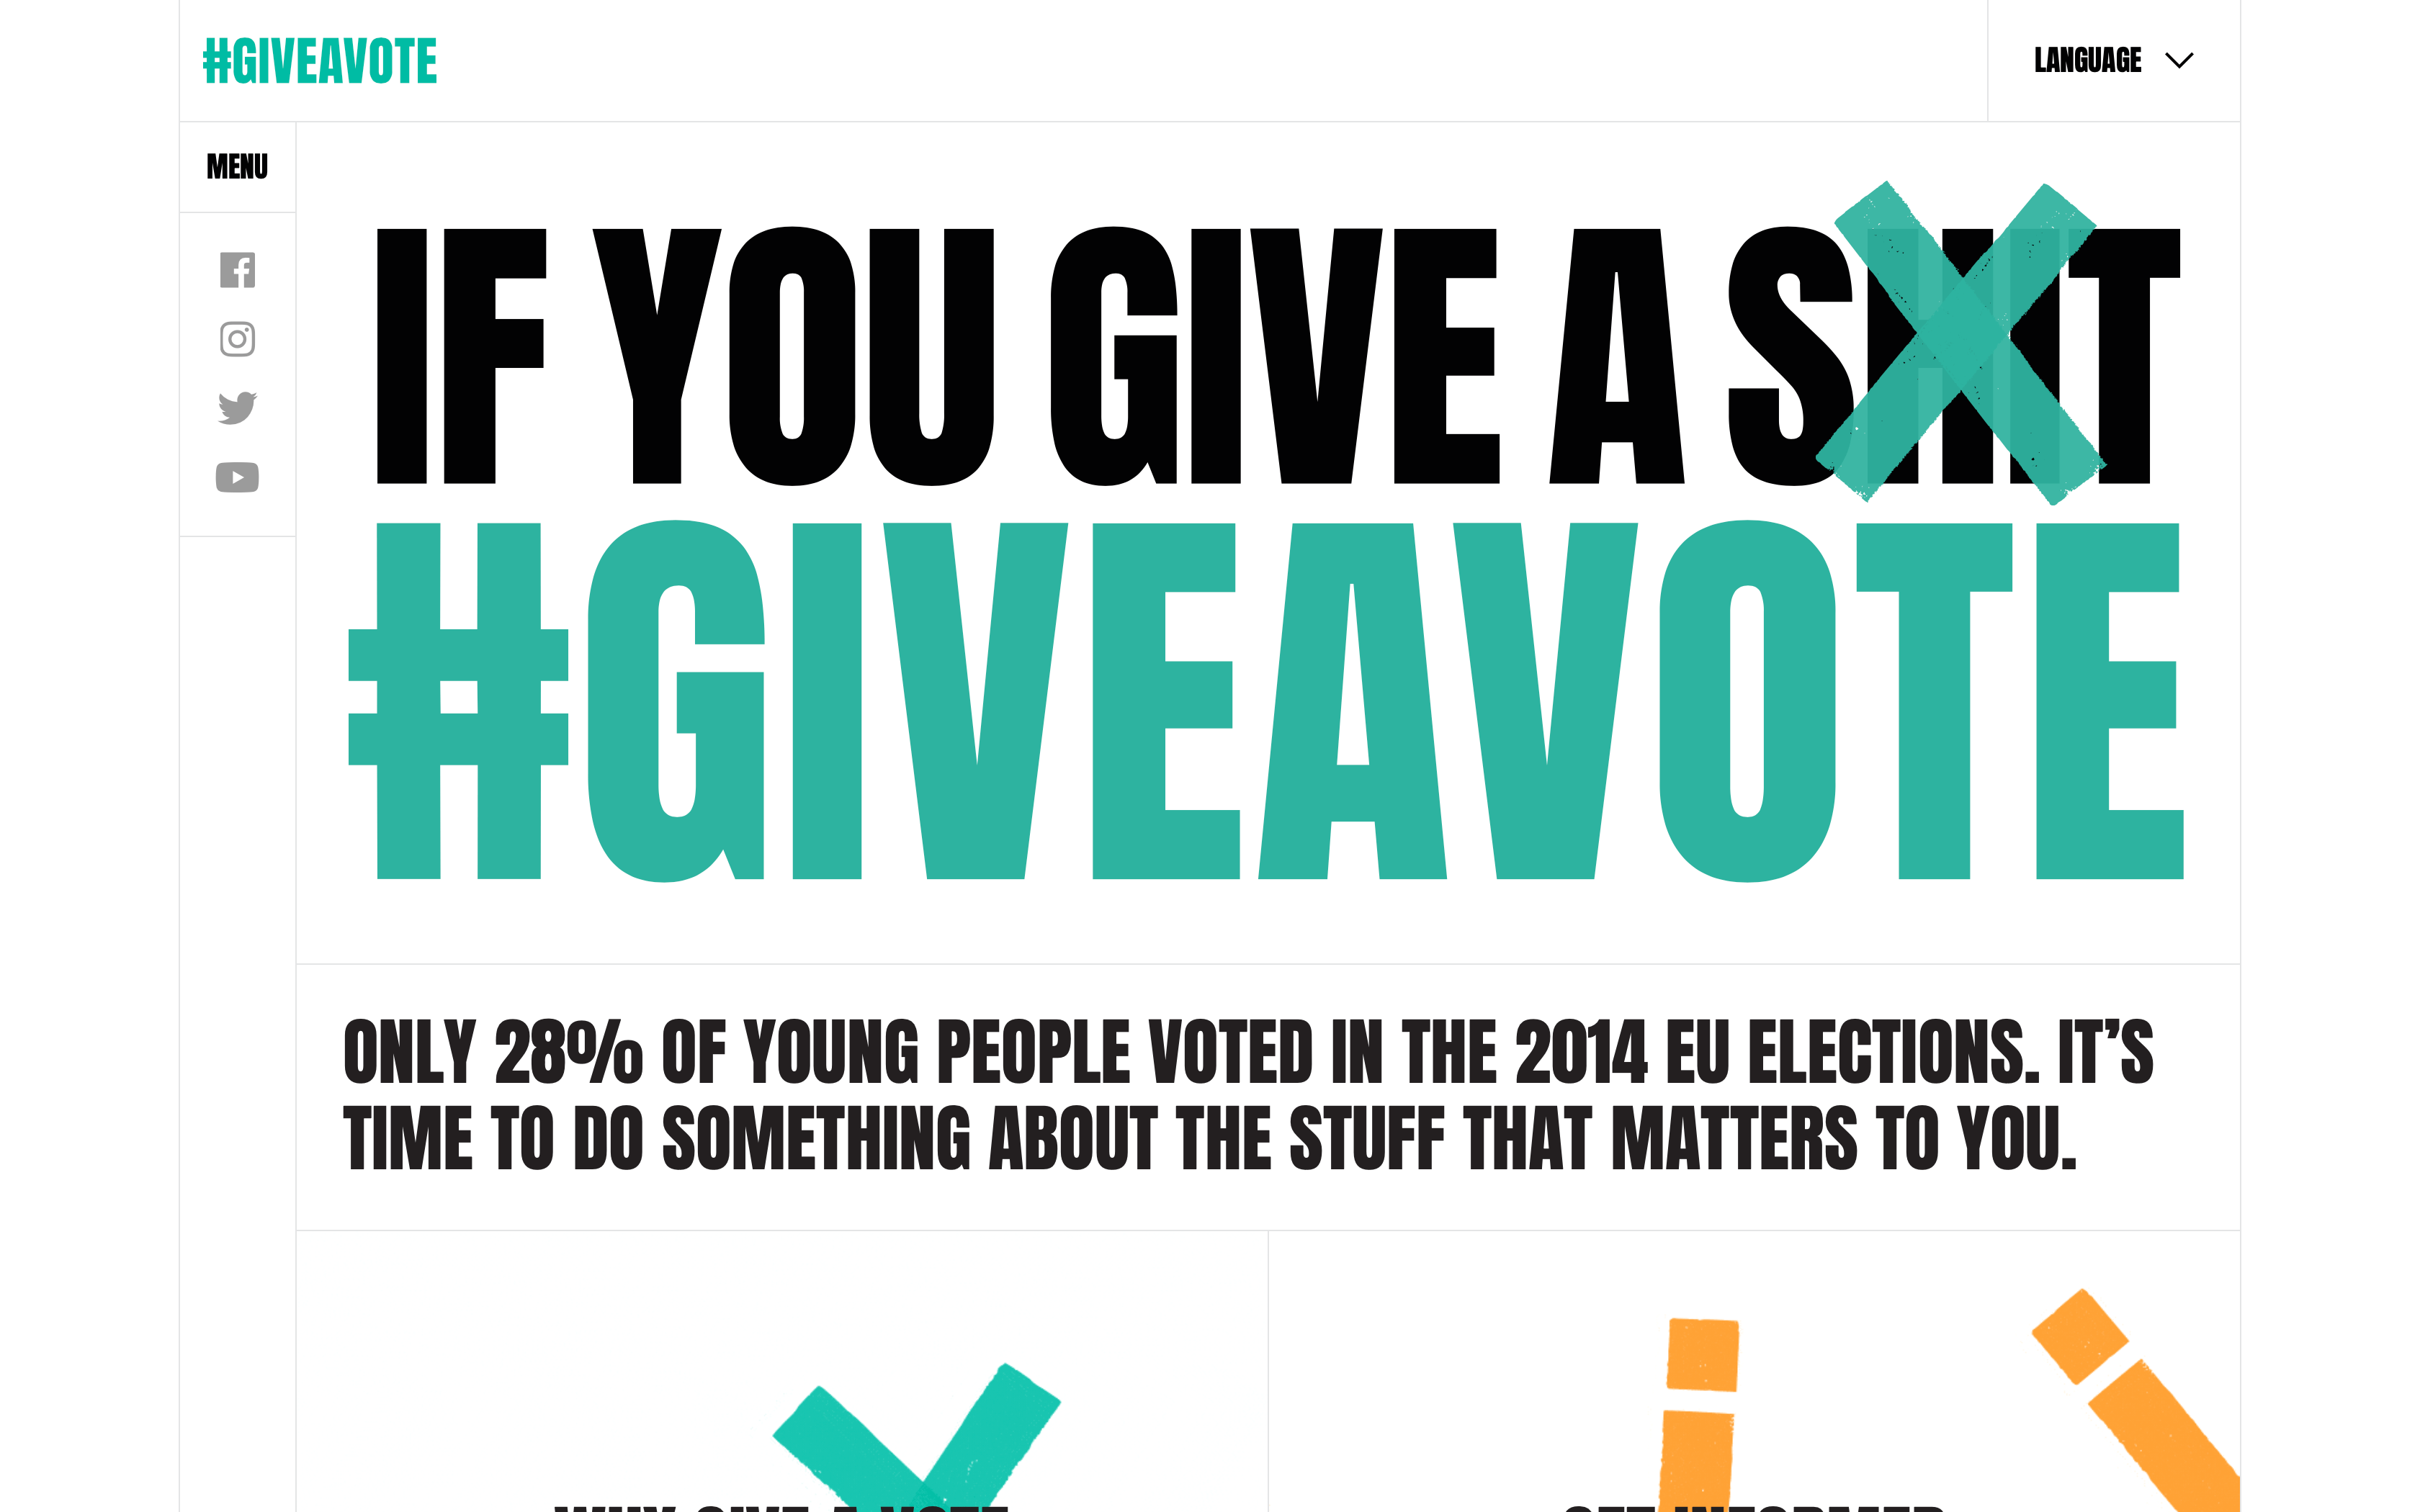 #GIVEAVOTE
LANGUAGE
MENU
IF YOU GIVE A SHIT
#GIVEAVOTE
ONLY 28% OF YOUNG PEOPLE VOTED IN THE 2014 EU ELECTIONS. IT'S
TIME TO DO SOMETHING ABOUT THE STUFF THAT MATTERS TO YOU.